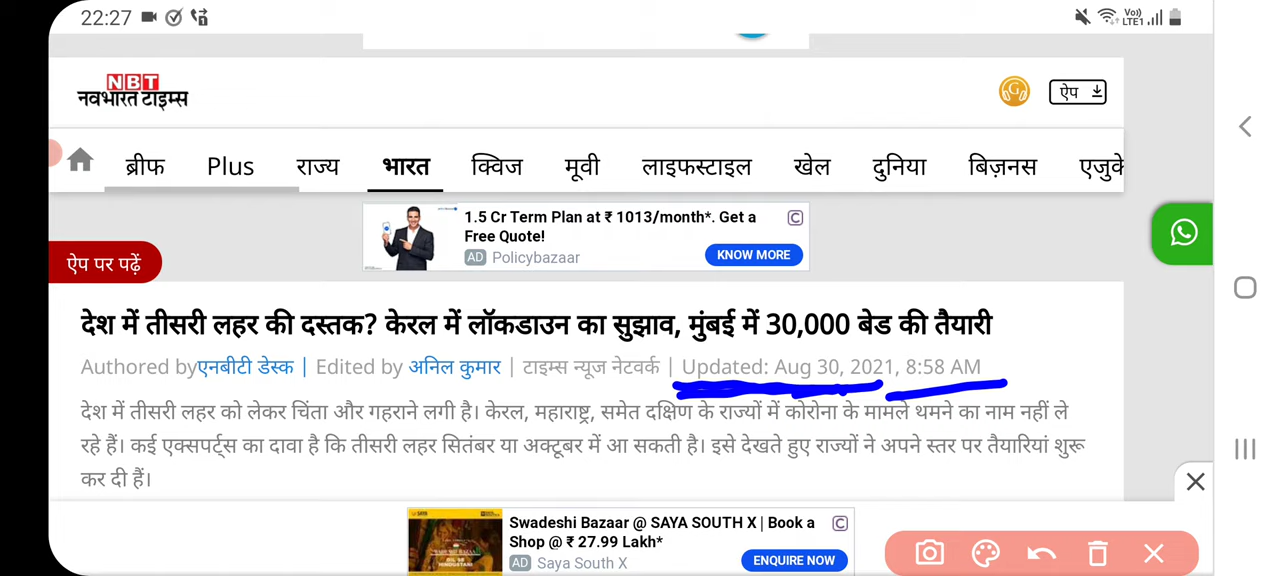 22:27
Vo))
LTE1
NBT
नवभारत टाइम्स
G
ऐप
ब्रीफ Plus राज्य भारत क्विज मूवी लाइफस्टाइल खेल दुनिया बिज़नस एजुके
1.5 Cr Term Plan at ₹ 1013/month*. Get a
Free Quote!
AD Policybazaar
KNOW MORE
ऐप पर पढ़ें
देश में तीसरी लहर की दस्तक? केरल में लॉकडाउन का सुझाव, मुंबई में 30,000 बेड की तैयारी
Authored byएनबीटी डेस्क | Edited by अनिल कुमार | टाइम्स न्यूज नेटवर्क | Updated: Aug 30, 2021, 8:58 AM
देश में तीसरी लहर को लेकर चिंता और गहराने लगी है। केरल, महाराष्ट्र, समेत दक्षिण के राज्यों में कोरोना के मामले थमने का नाम नहीं ले
रहे हैं। कई एक्सपर्ट्स का दावा है कि तीसरी लहर सितंबर या अक्टूबर में आ सकती है। इसे देखते हुए राज्यों ने अपने स्तर पर तैयारियां शुरू
कर दी हैं।
Swadeshi Bazaar @ SAYA SOUTH X | Book a
Shop @ ₹ 27.99 Lakh*
AD Saya South X
ENQUIRE NOW